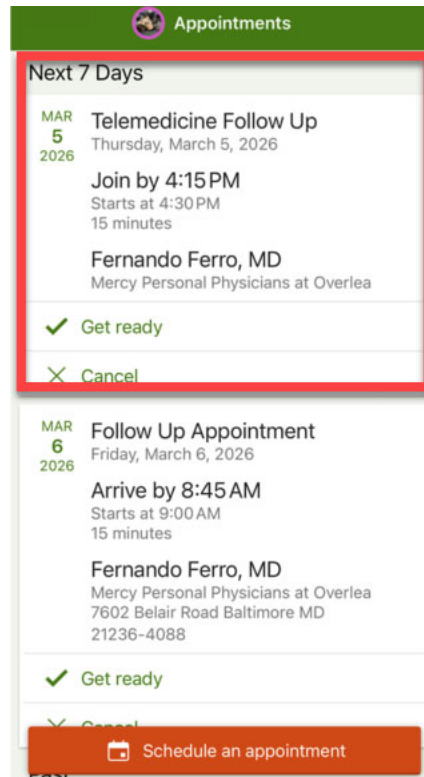 Appointments
Next 7 Days
MAR
5
2026
Telemedicine Follow Up
Thursday, March 5, 2026
Join by 4:15 PM
Starts at 4:30 PM
15 minutes
Fernando Ferro, MD
Mercy Personal Physicians at Overlea
Get ready
Cancel
MAR
6
2026
Follow Up Appointment
Friday, March 6, 2026
Arrive by 8:45 AM
Starts at 9:00 AM
15 minutes
Fernando Ferro, MD
Mercy Personal Physicians at Overlea
7602 Belair Road Baltimore MD
21236-4088
Get ready
Cancel
Schedule an appointment
Past